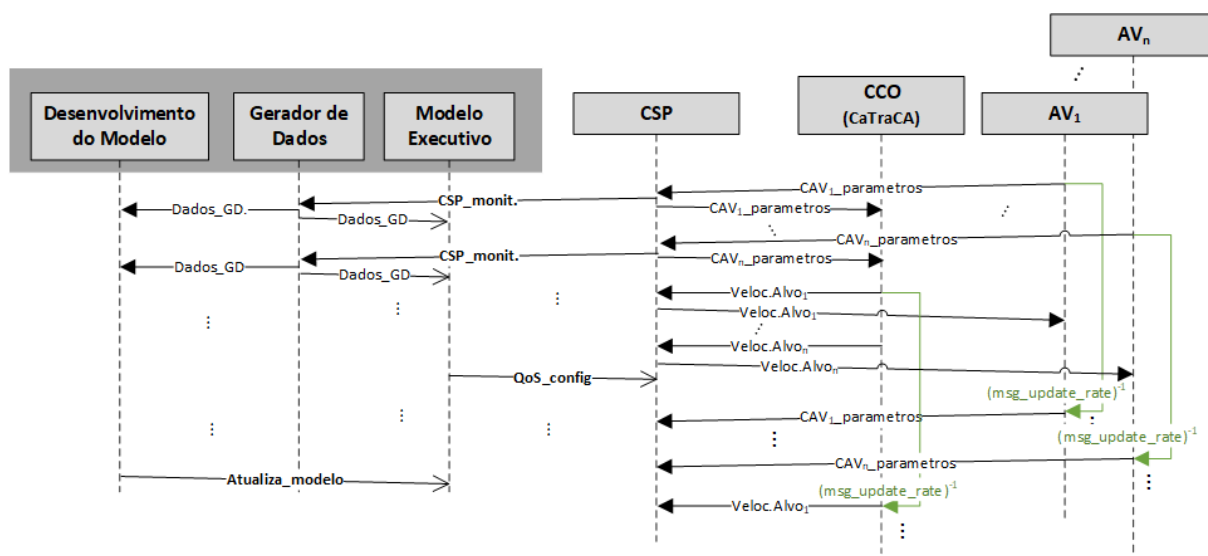 AVₙ
Desenvolvimento
do Modelo
Gerador de
Dados
Modelo
Executivo
CSP
CCO
(CaTraCA)
AV₁
CAV₁_parametros
CSP_monit.
Dados_GD.
CAV₁_parametros
Dados_GD
CAVₙ_parametros
CSP_monit.
CAVₙ_parametros
Dados_GD
Dados_GD
Veloc.Alvo₁
Veloc.Alvo₁
Veloc.Alvoₙ
Veloc.Alvoₙ
QoS_config
(msg_update_rate)⁻¹
CAV₁_parametros
(msg_update_rate)⁻¹
CAVₙ_parametros
Atualiza_modelo
(msg_update_rate)⁻¹
Veloc.Alvo₁